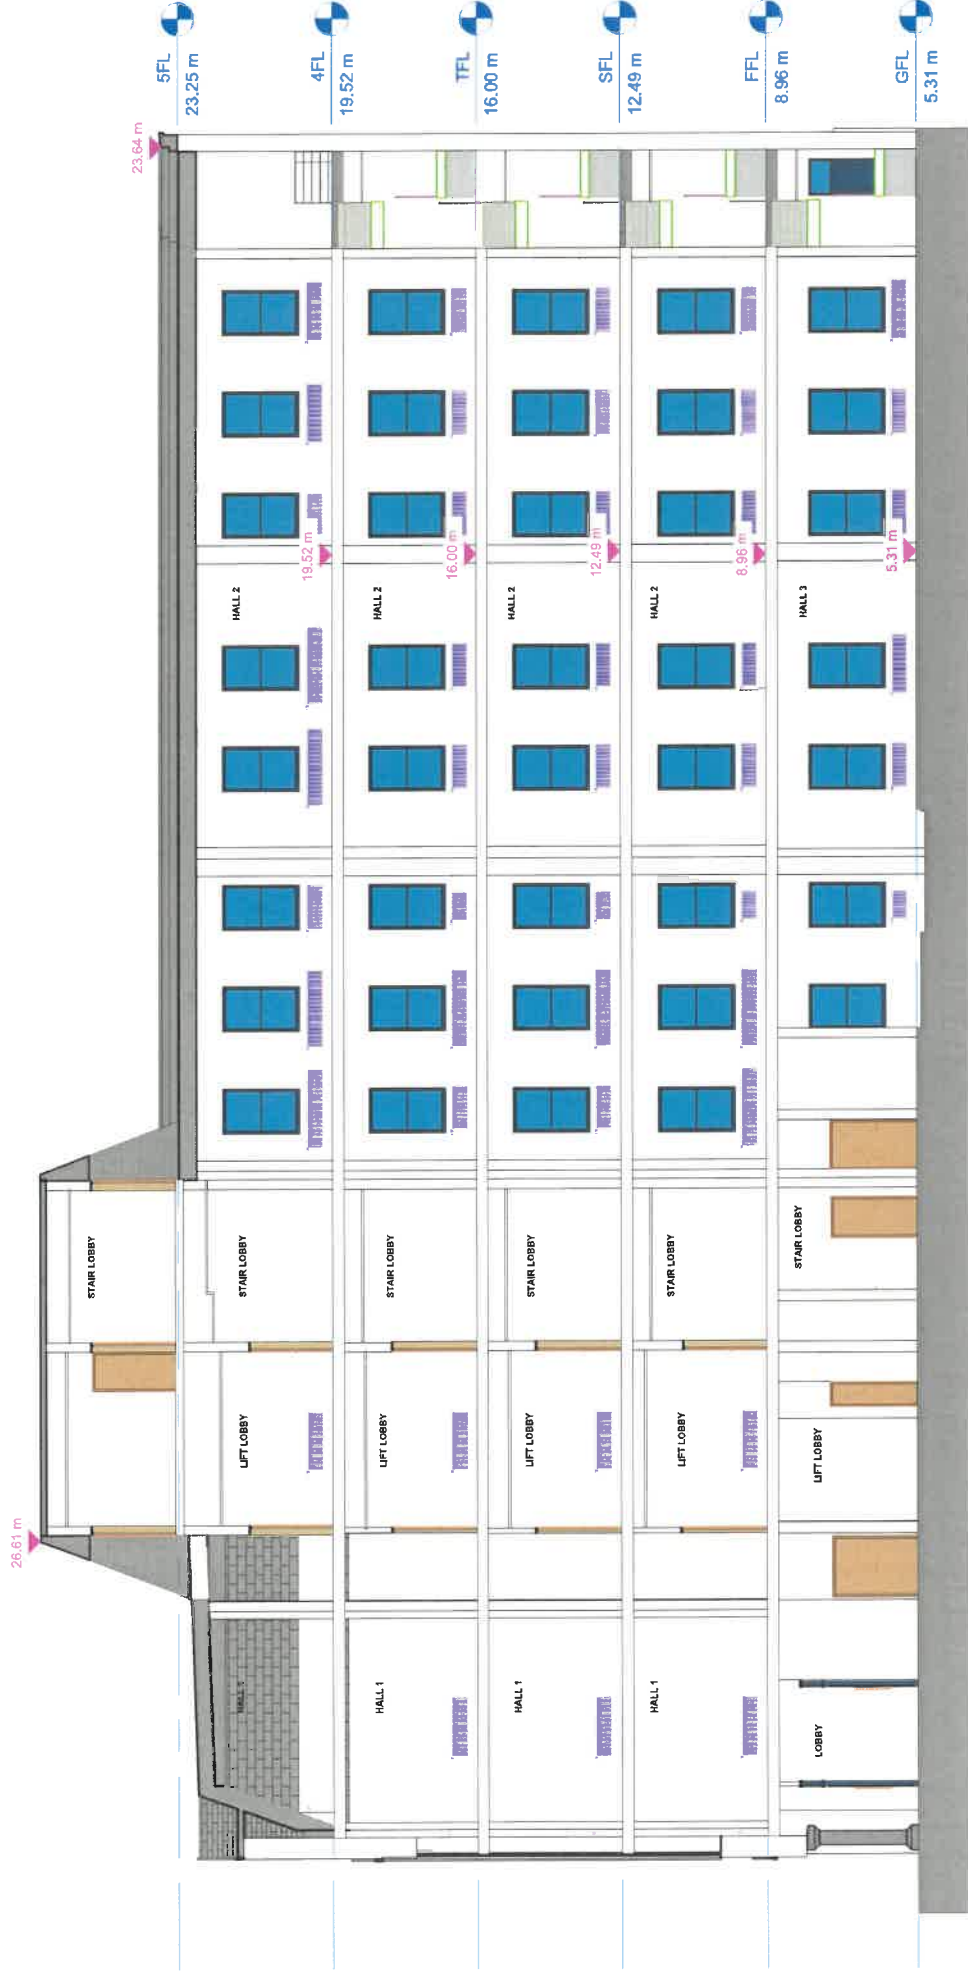 5FL
23.25 m
4FL
19.52 m
TFL
16.00 m
SFL
12.49 m
FFL
8.96 m
GFL
5.31 m
23.64 m
26.61 m
19.52 m
16.00 m
12.49 m
8.96 m
5.31 m
HALL 2
HALL 2
HALL 2
HALL 2
HALL 3
STAIR LOBBY
STAIR LOBBY
STAIR LOBBY
STAIR LOBBY
STAIR LOBBY
STAIR LOBBY
LIFT LOBBY
LIFT LOBBY
LIFT LOBBY
LIFT LOBBY
LIFT LOBBY
HALL 1
HALL 1
HALL 1
LOBBY